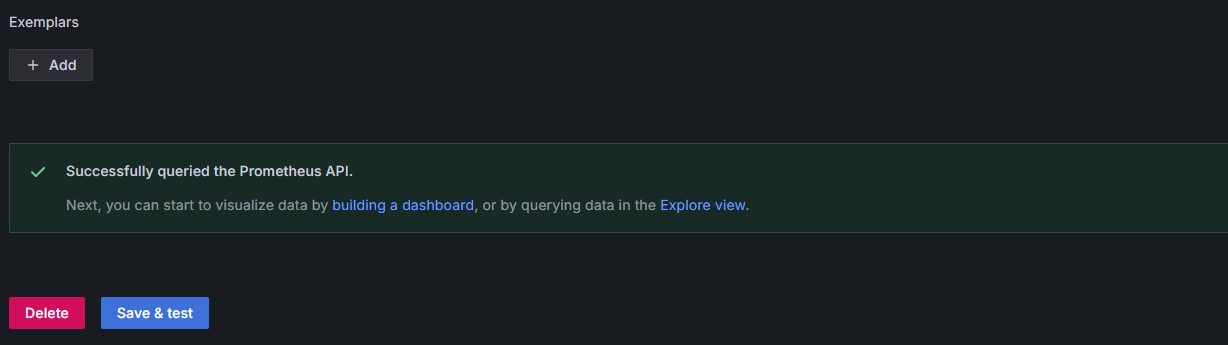 Exemplars
+ Add
Successfully queried the Prometheus API.
Next, you can start to visualize data by building a dashboard, or by querying data in the Explore view.
Delete Save & test